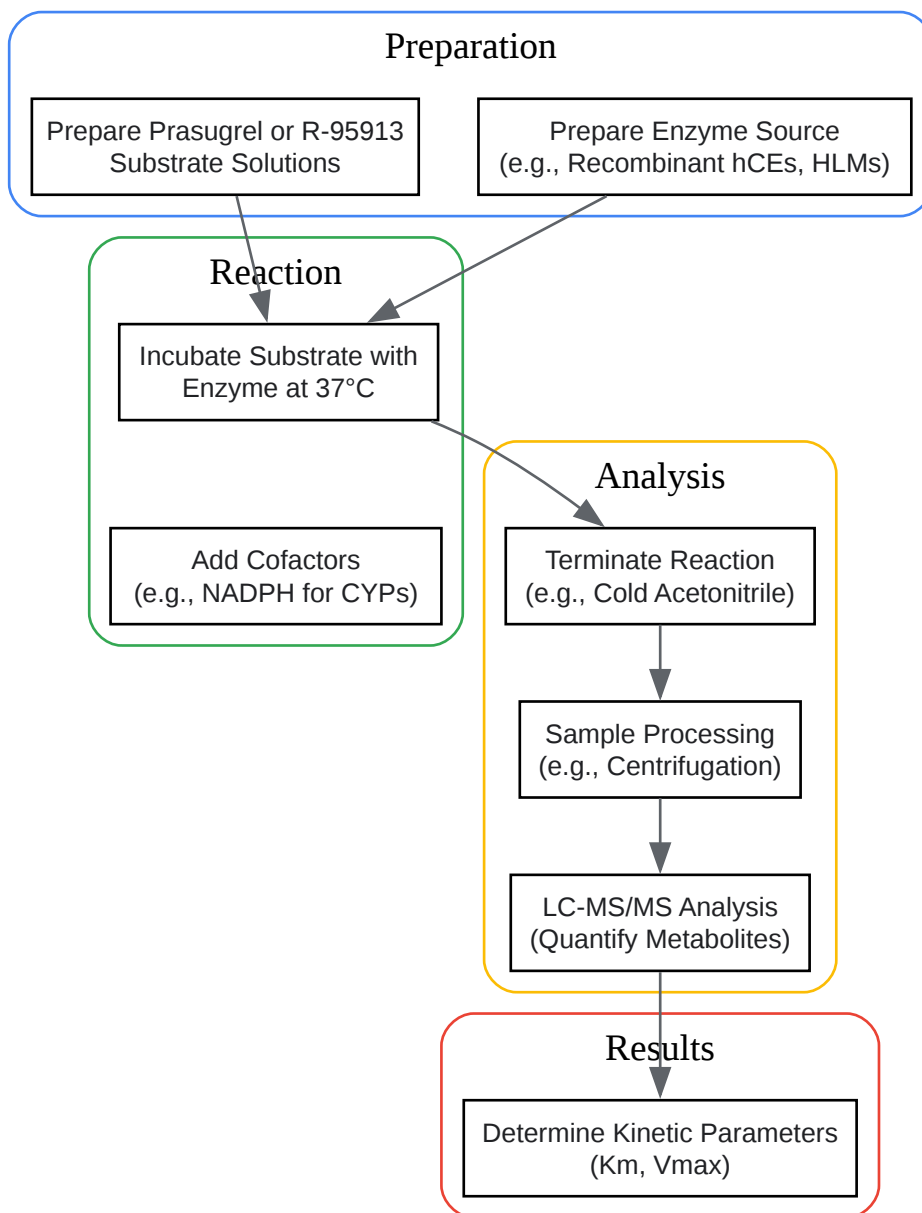 Preparation
Prepare Prasugrel or R-95913
Substrate Solutions
Prepare Enzyme Source
(e.g., Recombinant hCEs, HLMs)
Reaction
Incubate Substrate with
Enzyme at 37°C
Add Cofactors
(e.g., NADPH for CYPs)
Analysis
Terminate Reaction
(e.g., Cold Acetonitrile)
Sample Processing
(e.g., Centrifugation)
LC-MS/MS Analysis
(Quantify Metabolites)
Results
Determine Kinetic Parameters
(Km, Vmax)